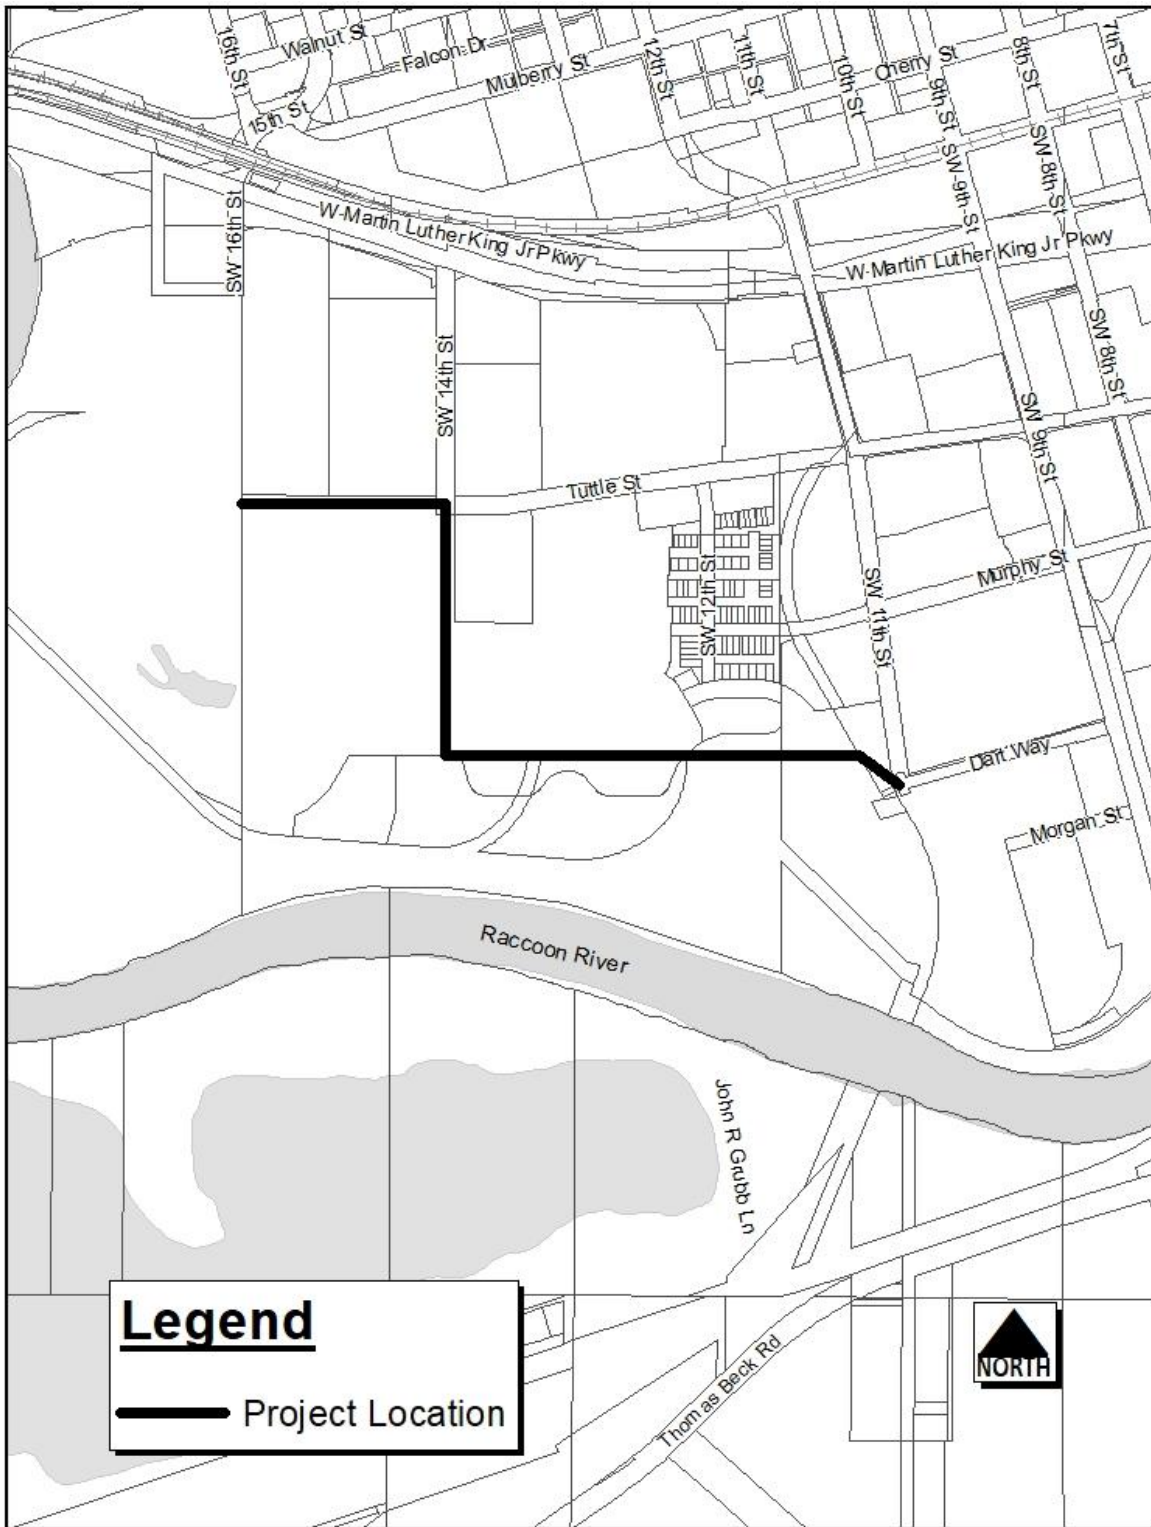 16th St
Walnut St
Falcon Dr
Mulberry St
15th St
12th St
11th St
10th St
Cherry St
9th St
8th St
7th St
SW 16th St
W Martin Luther King Jr Pkwy
SW 9th St
SW 8th St
W Martin Luther King Jr Pkwy
SW 14th St
SW 8th St
SW 9th St
Tuttle St
SW 12th St
SW 11th St
Murphy St
Dart Way
Morgan St
Raccoon River
John R Grubb Ln
Thomas Beck Rd
Legend
Project Location
NORTH